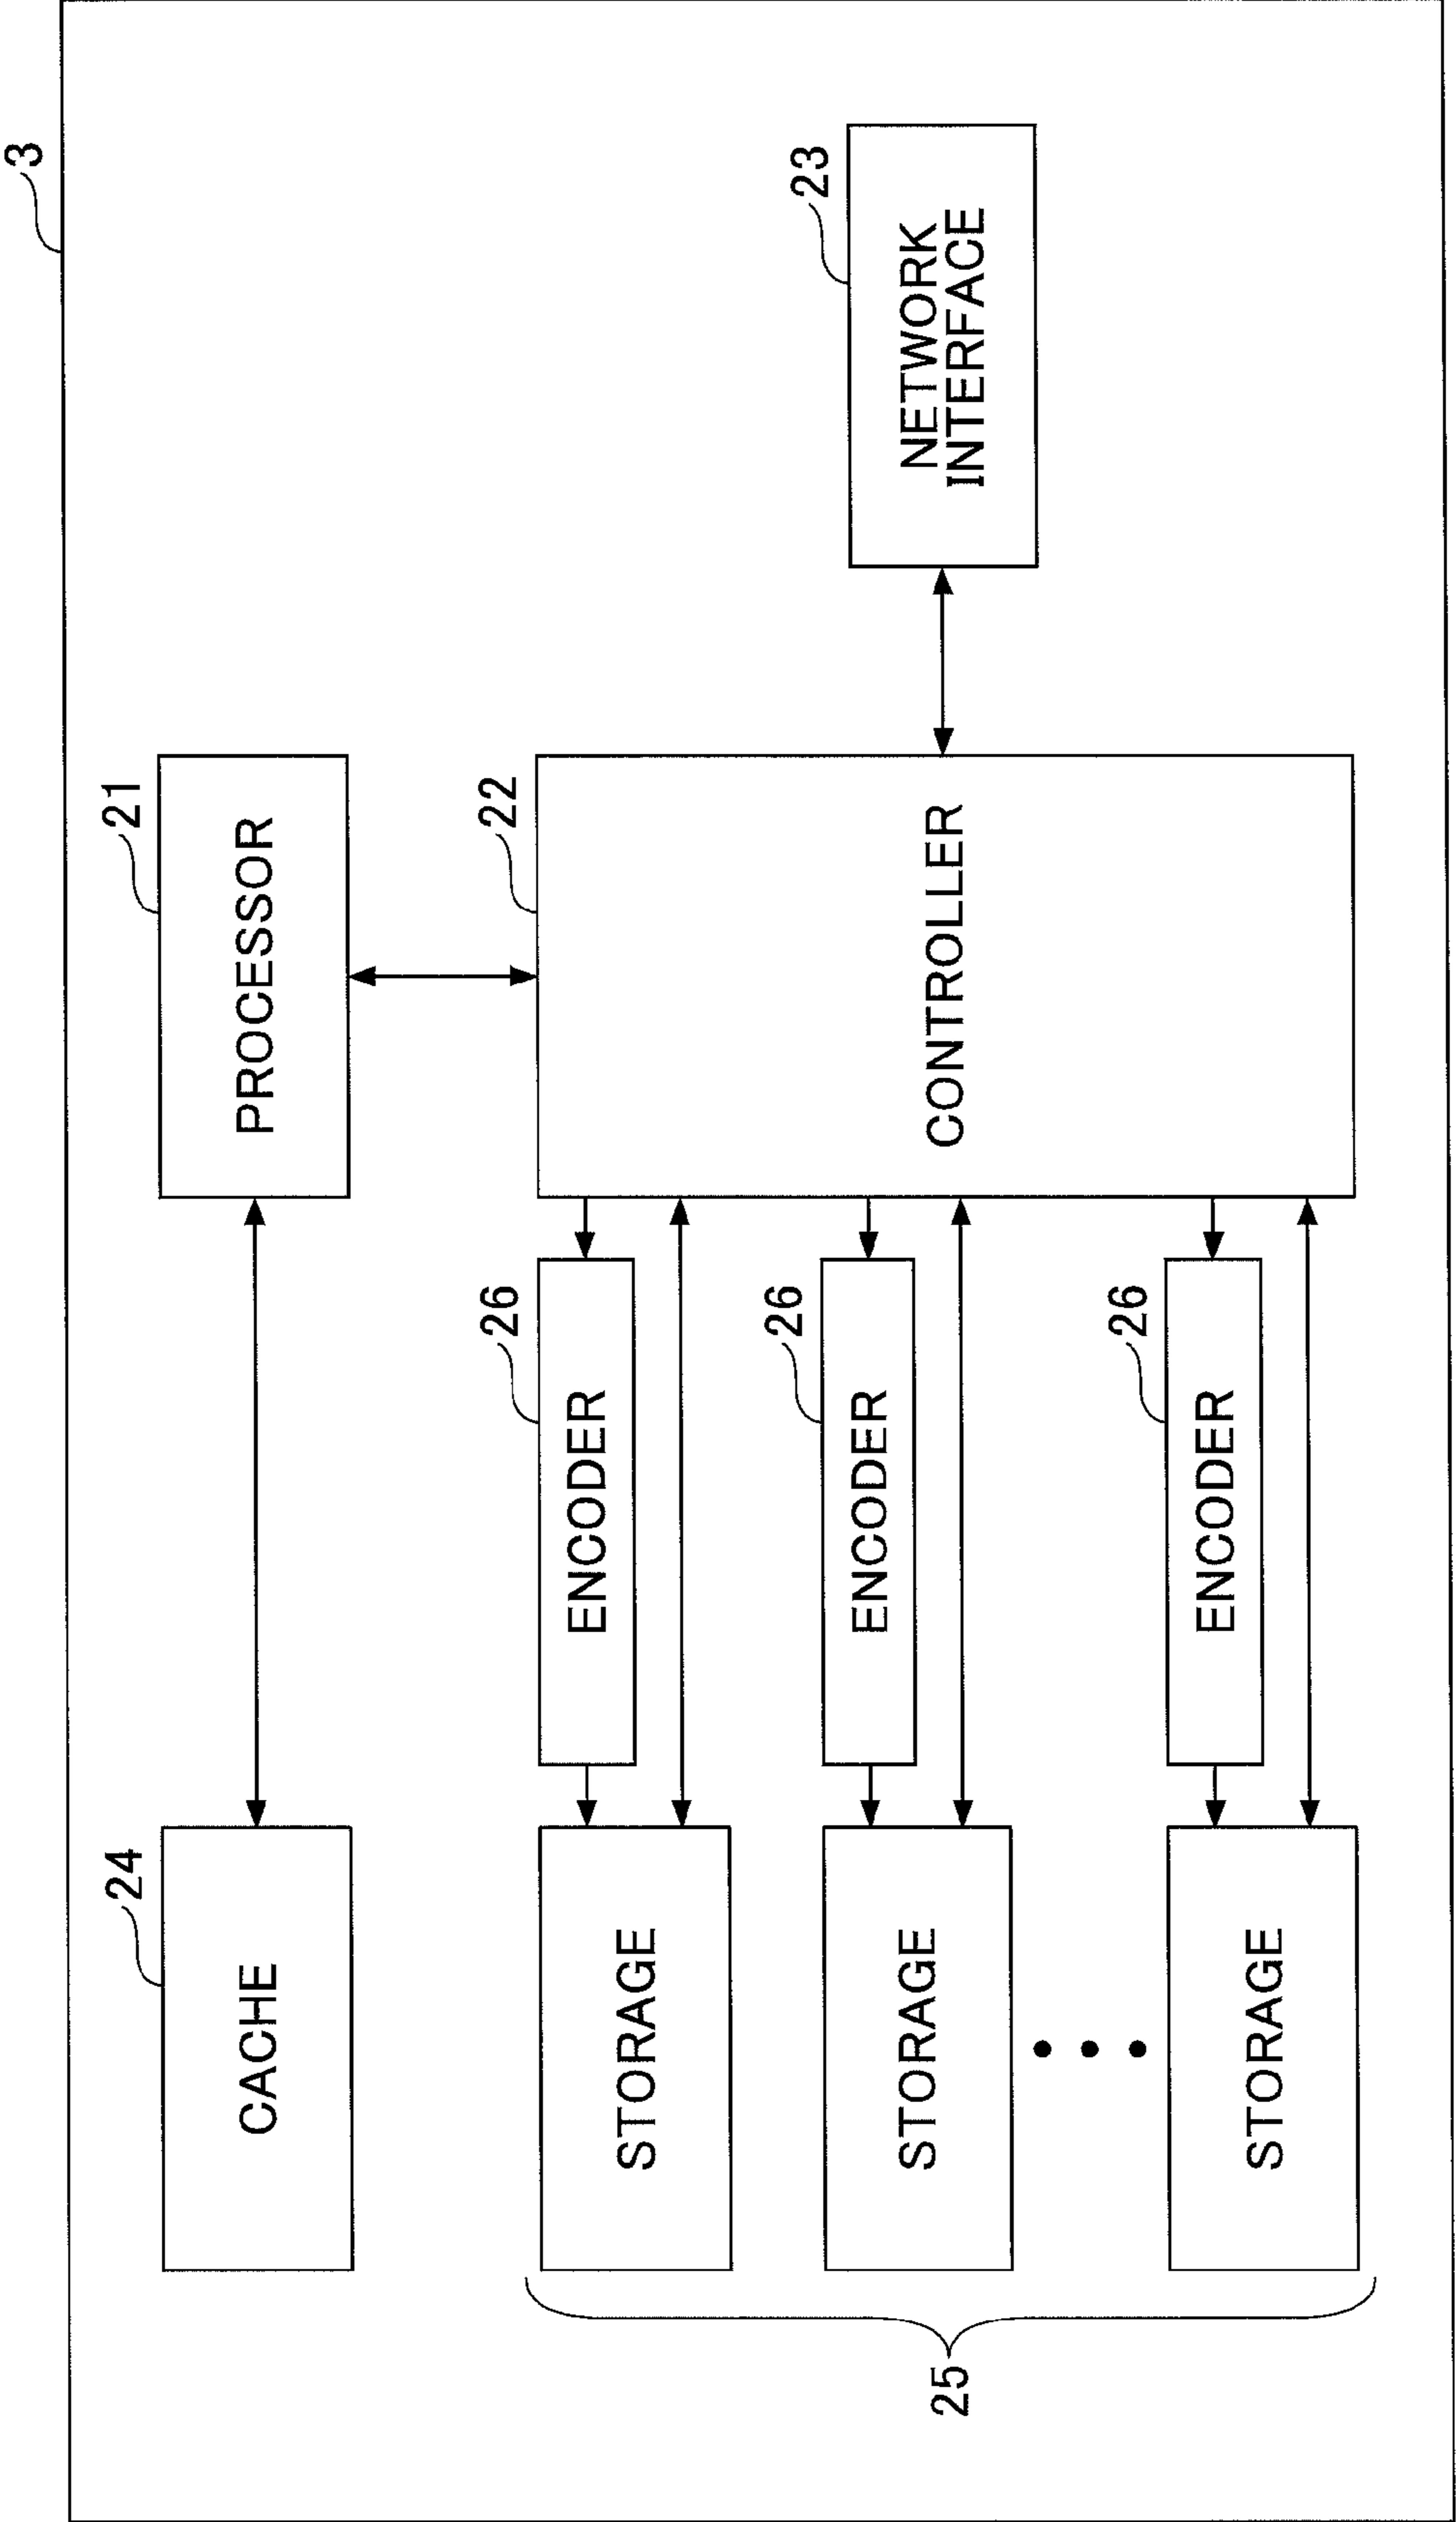 3
24
CACHE
21
PROCESSOR
STORAGE
26
ENCODER
22
CONTROLLER
23
NETWORK
INTERFACE
STORAGE
26
ENCODER
STORAGE
26
ENCODER
25